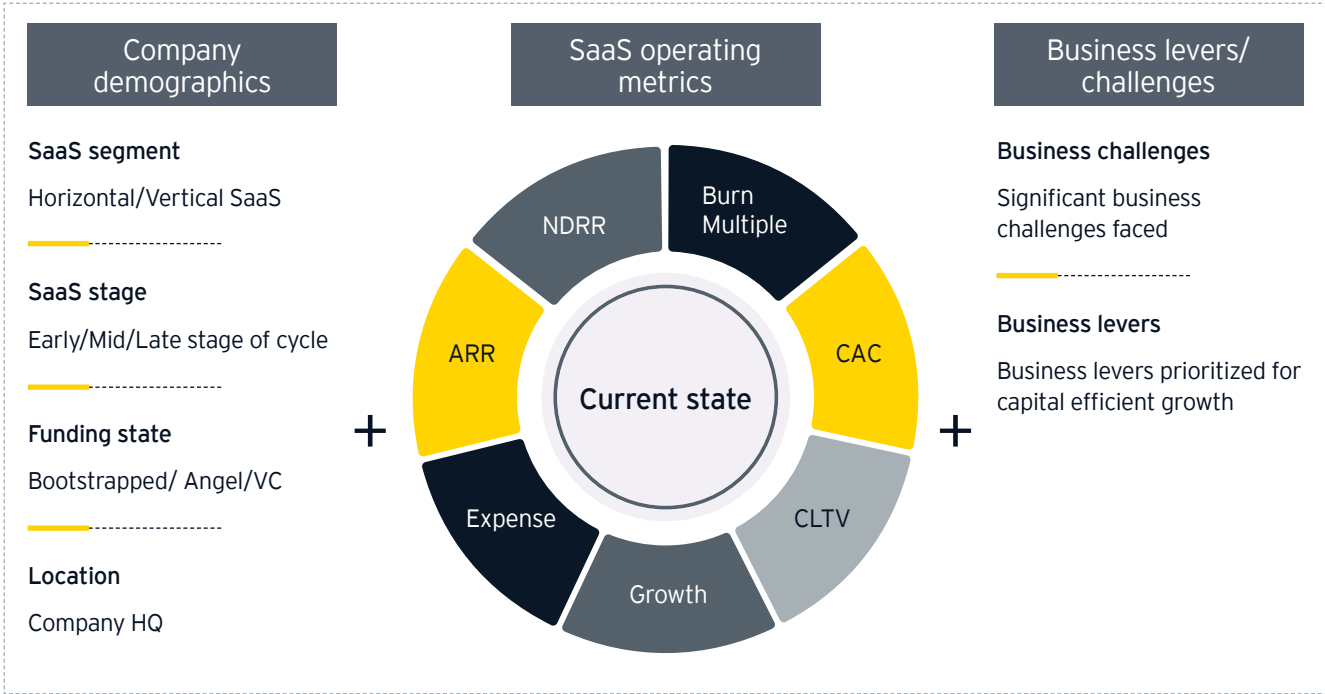 Company
demographics
SaaS segment
Horizontal/Vertical SaaS
SaaS stage
Early/Mid/Late stage of cycle
Funding state
Bootstrapped/ Angel/VC
Location
Company HQ
+
SaaS operating
metrics
NDRR
Burn
Multiple
ARR
CAC
Current state
Expense
CLTV
Growth
+
Business levers/
challenges
Business challenges
Significant business
challenges faced
Business levers
Business levers prioritized for
capital efficient growth